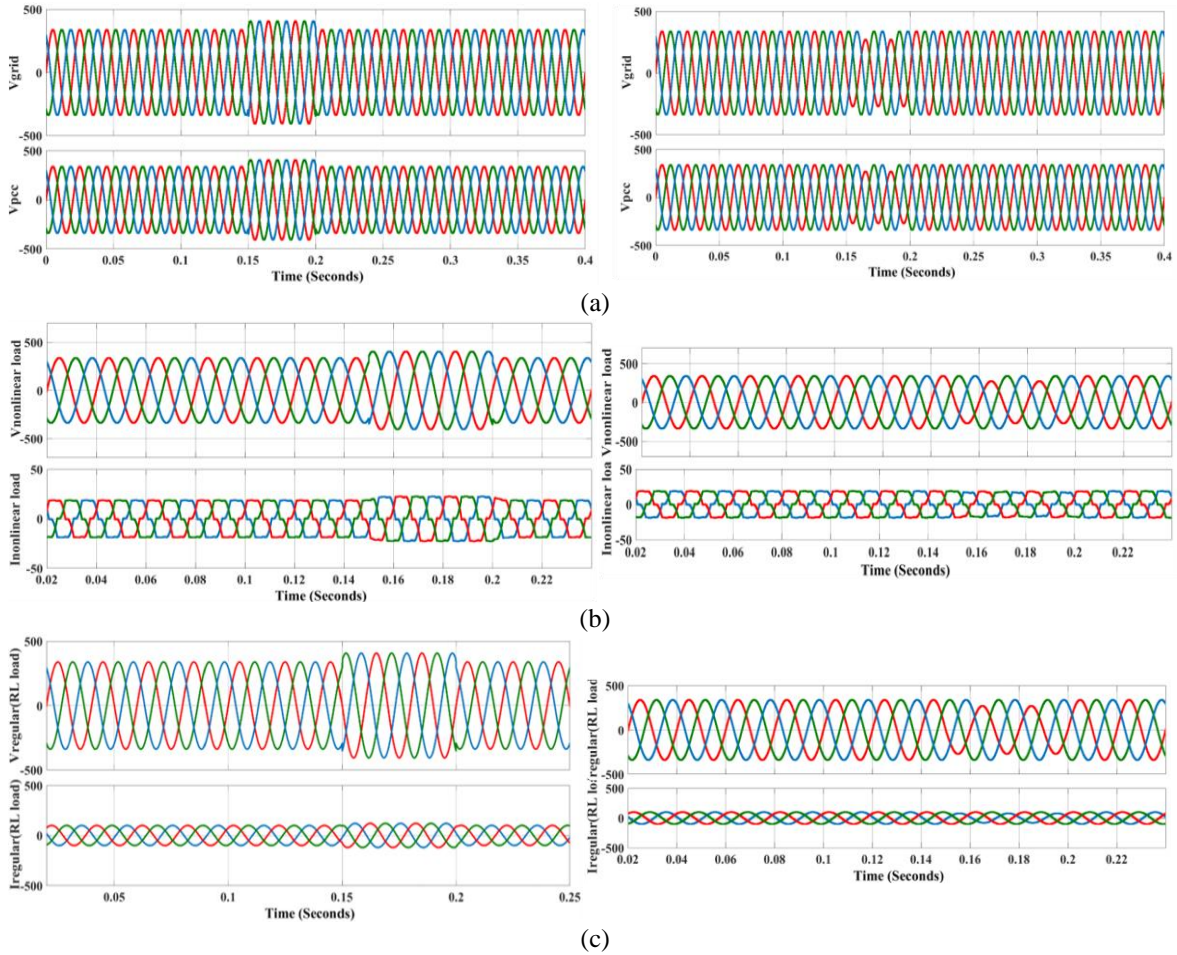 500
Vgrid
0
-500
500
Vpcc
0
-500
0 0.05 0.1 0.15 0.2 0.25 0.3 0.35 0.4
Time (Seconds)
500
Vgrid
0
-500
500
Vpcc
0
-500
0 0.05 0.1 0.15 0.2 0.25 0.3 0.35 0.4
Time (Seconds)
(a)
Vnonlinear load
500
0
-500
Inonlinear load
50
0
-50
0.02 0.04 0.06 0.08 0.1 0.12 0.14 0.16 0.18 0.2 0.22
Time (Seconds)
Vnonlinear load
500
0
-500
Inonlinear loa
50
0
-50
0.02 0.04 0.06 0.08 0.1 0.12 0.14 0.16 0.18 0.2 0.22
Time (Seconds)
(b)
Vregular(RL load)
500
0
-500
Iregular(RL load)
500
0
-500
0.05 0.1 0.15 0.2 0.25
Time (Seconds)
regular(RL load
500
0
-500
Iregular(RL loa
500
0
-500
0.02 0.04 0.06 0.08 0.1 0.12 0.14 0.16 0.18 0.2 0.22
Time (Seconds)
(c)